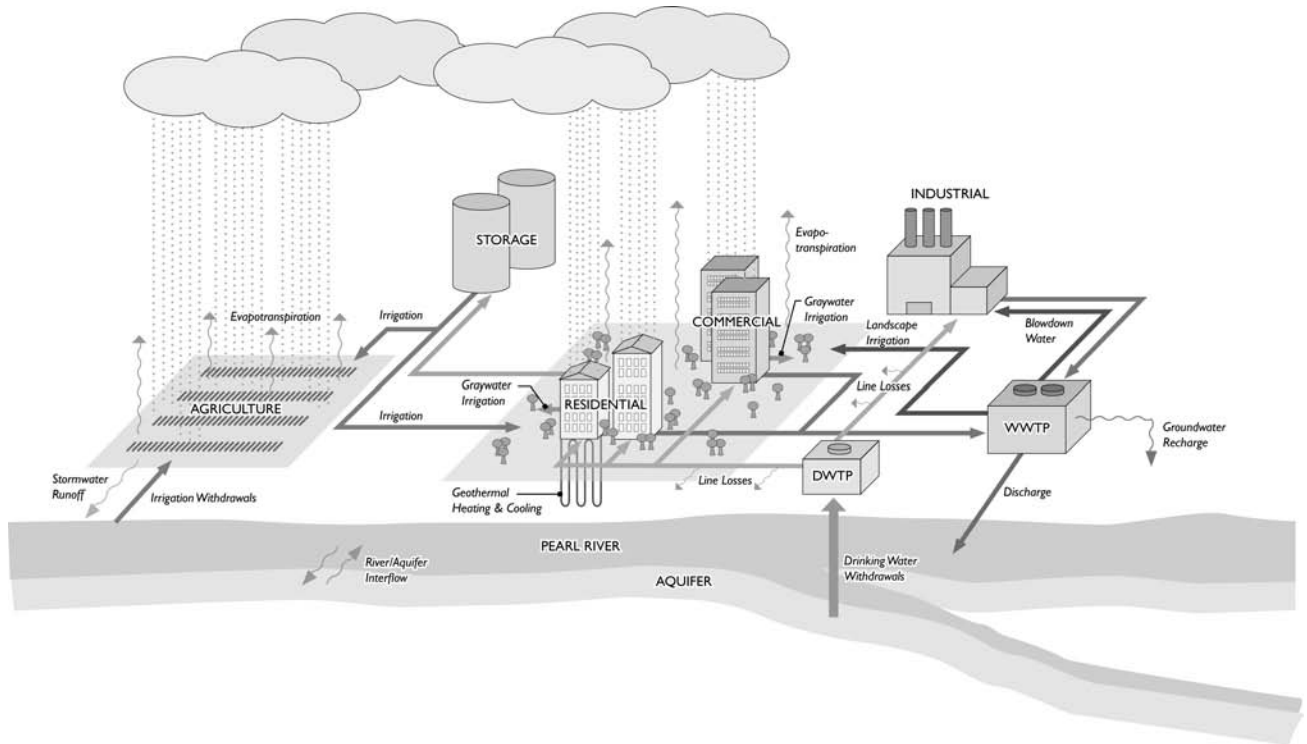 INDUSTRIAL
STORAGE
Evapo-
transpiration
Evapotranspiration
Irrigation
COMMERCIAL
Graywater
Irrigation
Landscape
Irrigation
Blowdown
Water
Line Losses
Graywater
Irrigation
RESIDENTIAL
AGRICULTURE
Irrigation
WWTP
Groundwater
Recharge
Stormwater
Runoff
Irrigation Withdrawals
Geothermal
Heating & Cooling
Line Losses
DWTP
Discharge
PEARL RIVER
River/Aquifer
Interflow
AQUIFER
Drinking Water
Withdrawals